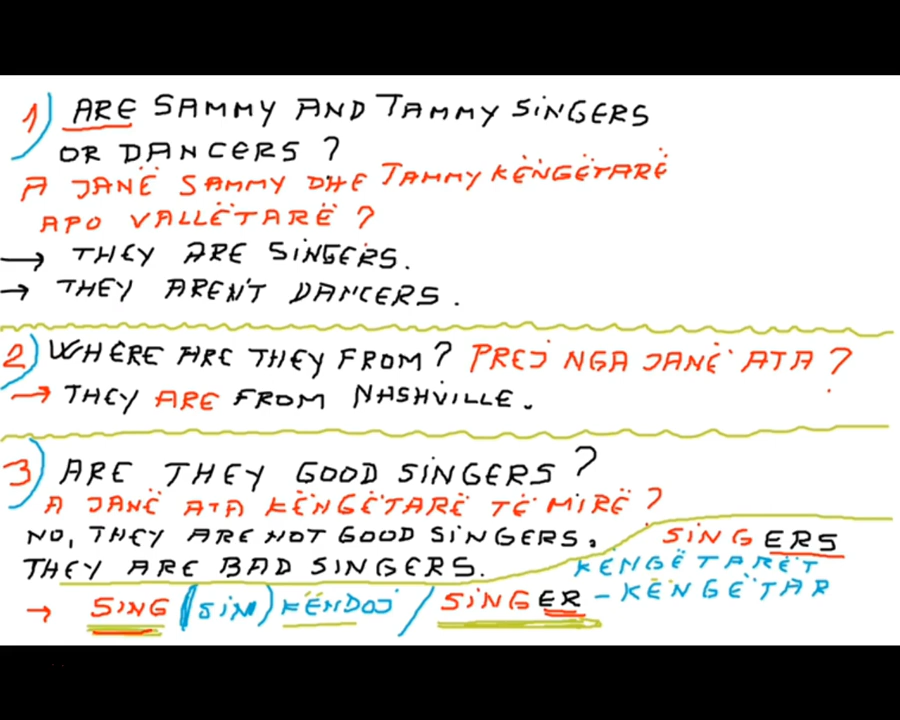 1) ARE SAMMY AND TAMMY SiNGERS
OR DANCERS ?
A JANË SAMMY DHE TAMMY KËNGËTARË
APO VALLËTARË ?
→ THEY ARE SiNGERS.
→ THEY AREN'T DANCERS.
2) WHERE ARE THEY FROM? PREJ NGA JANË ATA ?
→ THEY ARE FROM NASHVILLE.
3) ARE THEY GOOD SiNGERS ?
A JANË ATA KËNGËTARË TË MIRË ?
NO, THEY ARE NOT GOOD SINGERS. SiNGERS
THEY ARE BAD SINGERS. KËNGËTARËT
→ SING (SIN) KËNDOJ / SINGER – KËNGËTAR